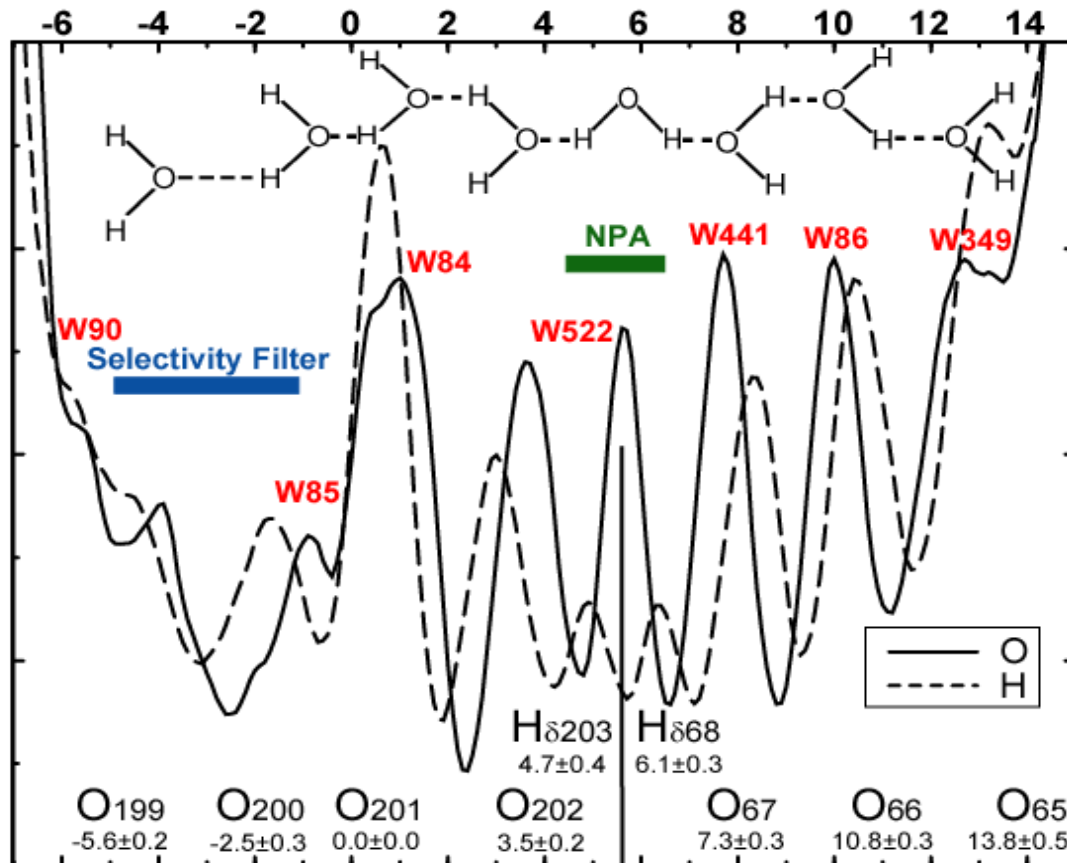 -6 -4 -2 0 2 4 6 8 10 12 14
H
H
O
H
H
O
H
H
O
H
H
O
H
H
O
H
H
O
H
H
O
H
H
O
H
H
O
H
NPA
W441
W86
W349
W84
W90
W522
Selectivity Filter
W85
O
H
Hδ203
4.7±0.4
Hδ68
6.1±0.3
O199 O200 O201 O202 O67 O66 O65
-5.6±0.2 -2.5±0.3 0.0±0.0 3.5±0.2 7.3±0.3 10.8±0.3 13.8±0.5